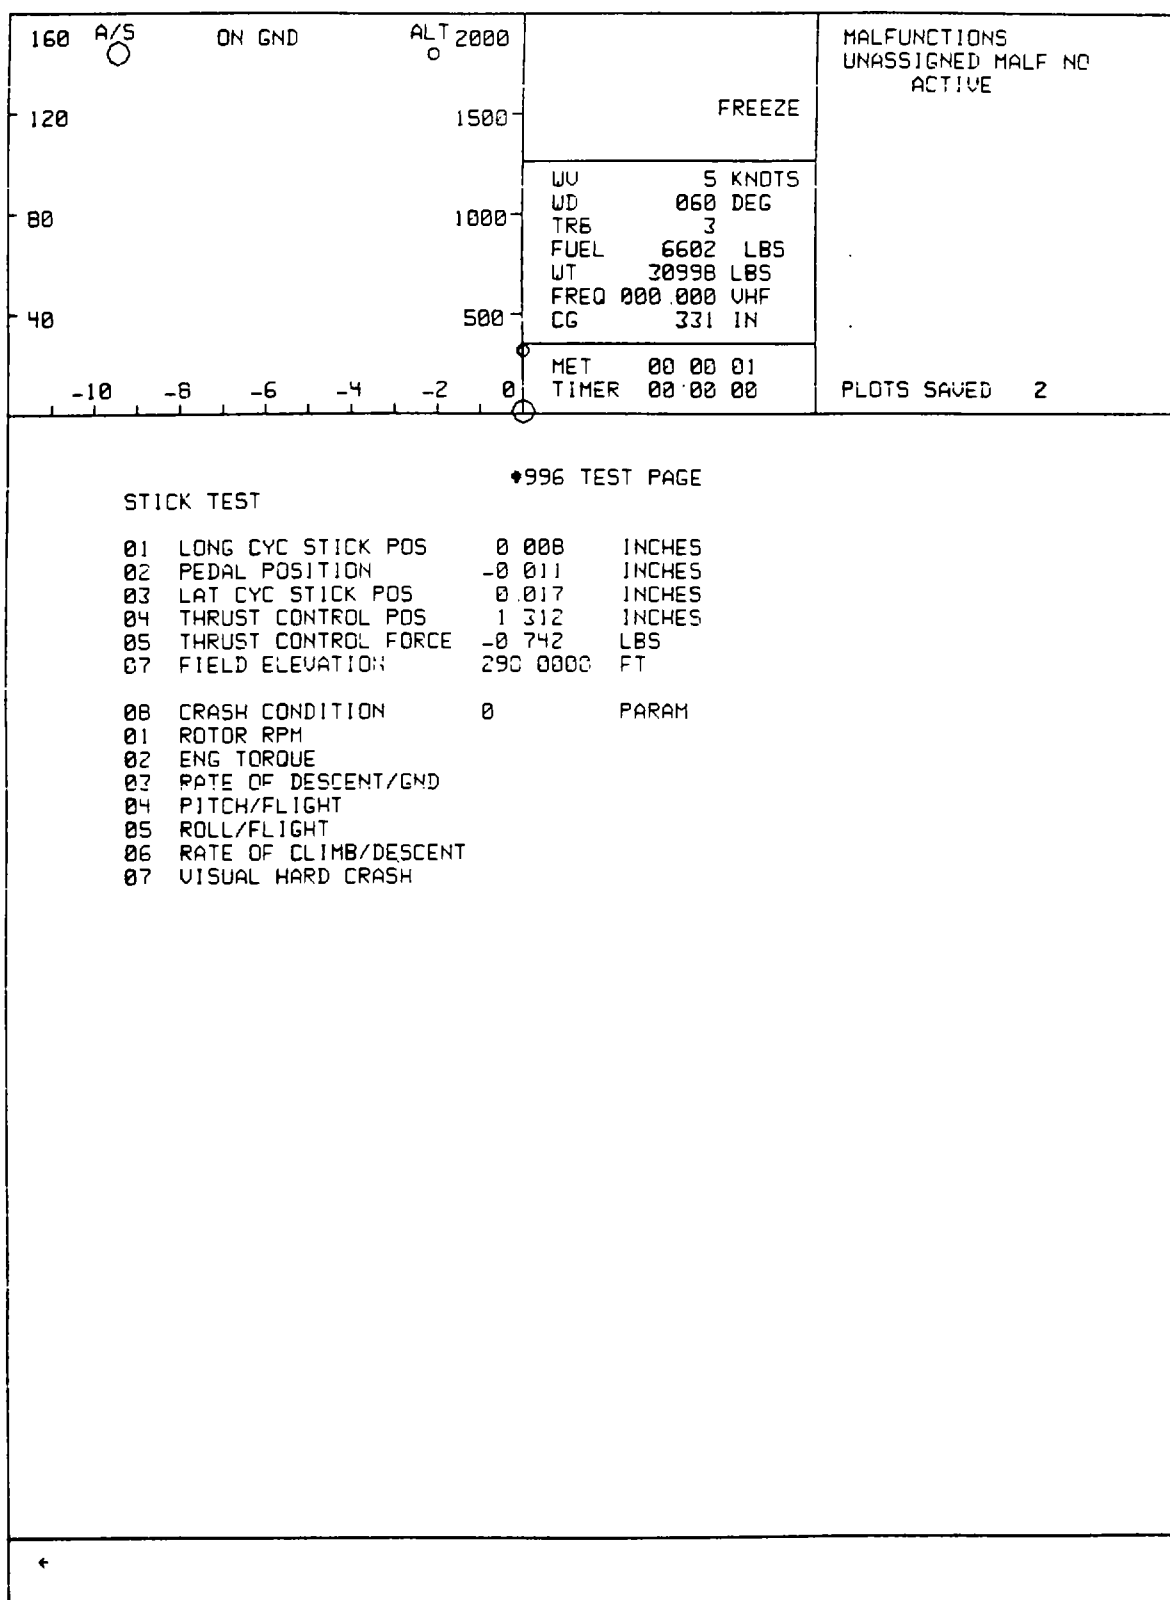 160 A/S ON GND ALT 2000
120 1500
80 1000
40 500
-10 -8 -6 -4 -2 0
FREEZE
WV 5 KNOTS
WD 060 DEG
TRB 3
FUEL 6602 LBS
WT 30998 LBS
FREQ 000.000 VHF
CG 331 IN
MET 00 00 01
TIMER 00:00 00
MALFUNCTIONS
UNASSIGNED MALF NO
ACTIVE
PLOTS SAVED 2
*996 TEST PAGE
STICK TEST
01 LONG CYC STICK POS 0 008 INCHES
02 PEDAL POSITION -0 011 INCHES
03 LAT CYC STICK POS 0.017 INCHES
04 THRUST CONTROL POS 1 312 INCHES
05 THRUST CONTROL FORCE -0 742 LBS
07 FIELD ELEVATION 290 0000 FT
08 CRASH CONDITION 0 PARAM
01 ROTOR RPM
02 ENG TORQUE
03 RATE OF DESCENT/GND
04 PITCH/FLIGHT
05 ROLL/FLIGHT
06 RATE OF CLIMB/DESCENT
07 VISUAL HARD CRASH
←